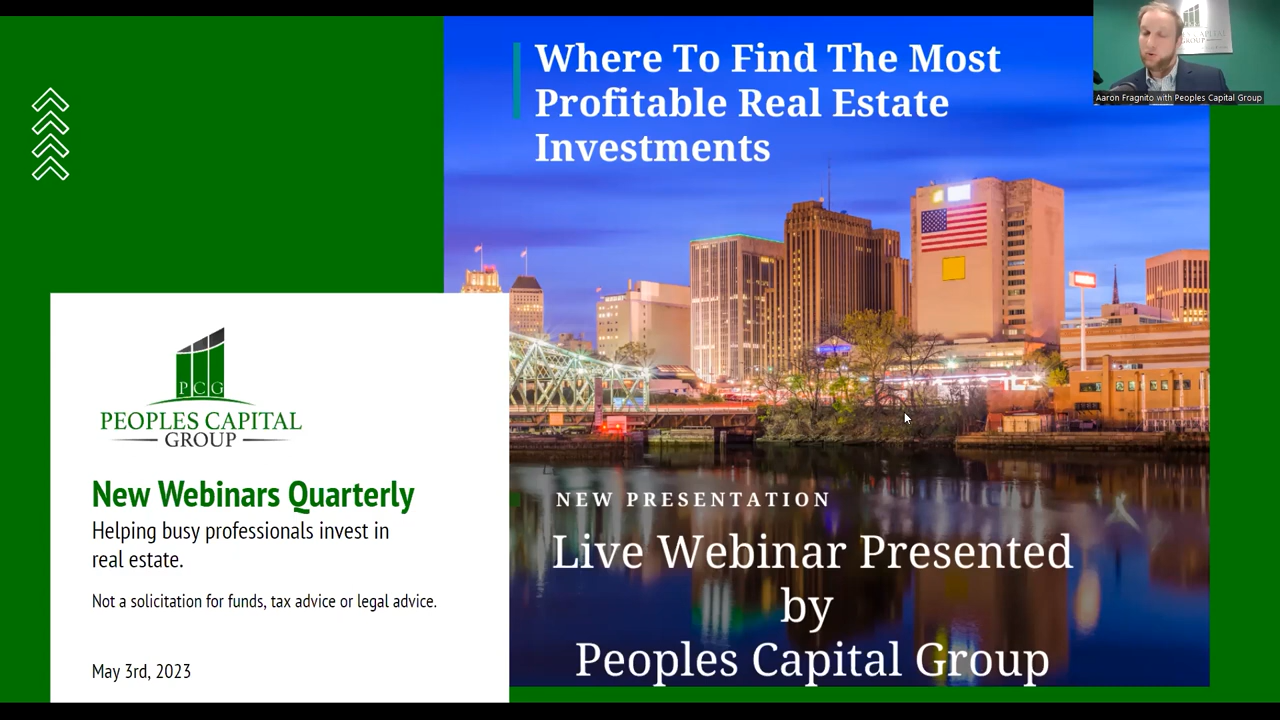 Where To Find The Most
Profitable Real Estate
Investments
Aaron Fragnito with Peoples Capital Group
PCG
PEOPLES CAPITAL
GROUP
New Webinars Quarterly
Helping busy professionals invest in
real estate.
Not a solicitation for funds, tax advice or legal advice.
May 3rd, 2023
NEW PRESENTATION
Live Webinar Presented
by
Peoples Capital Group